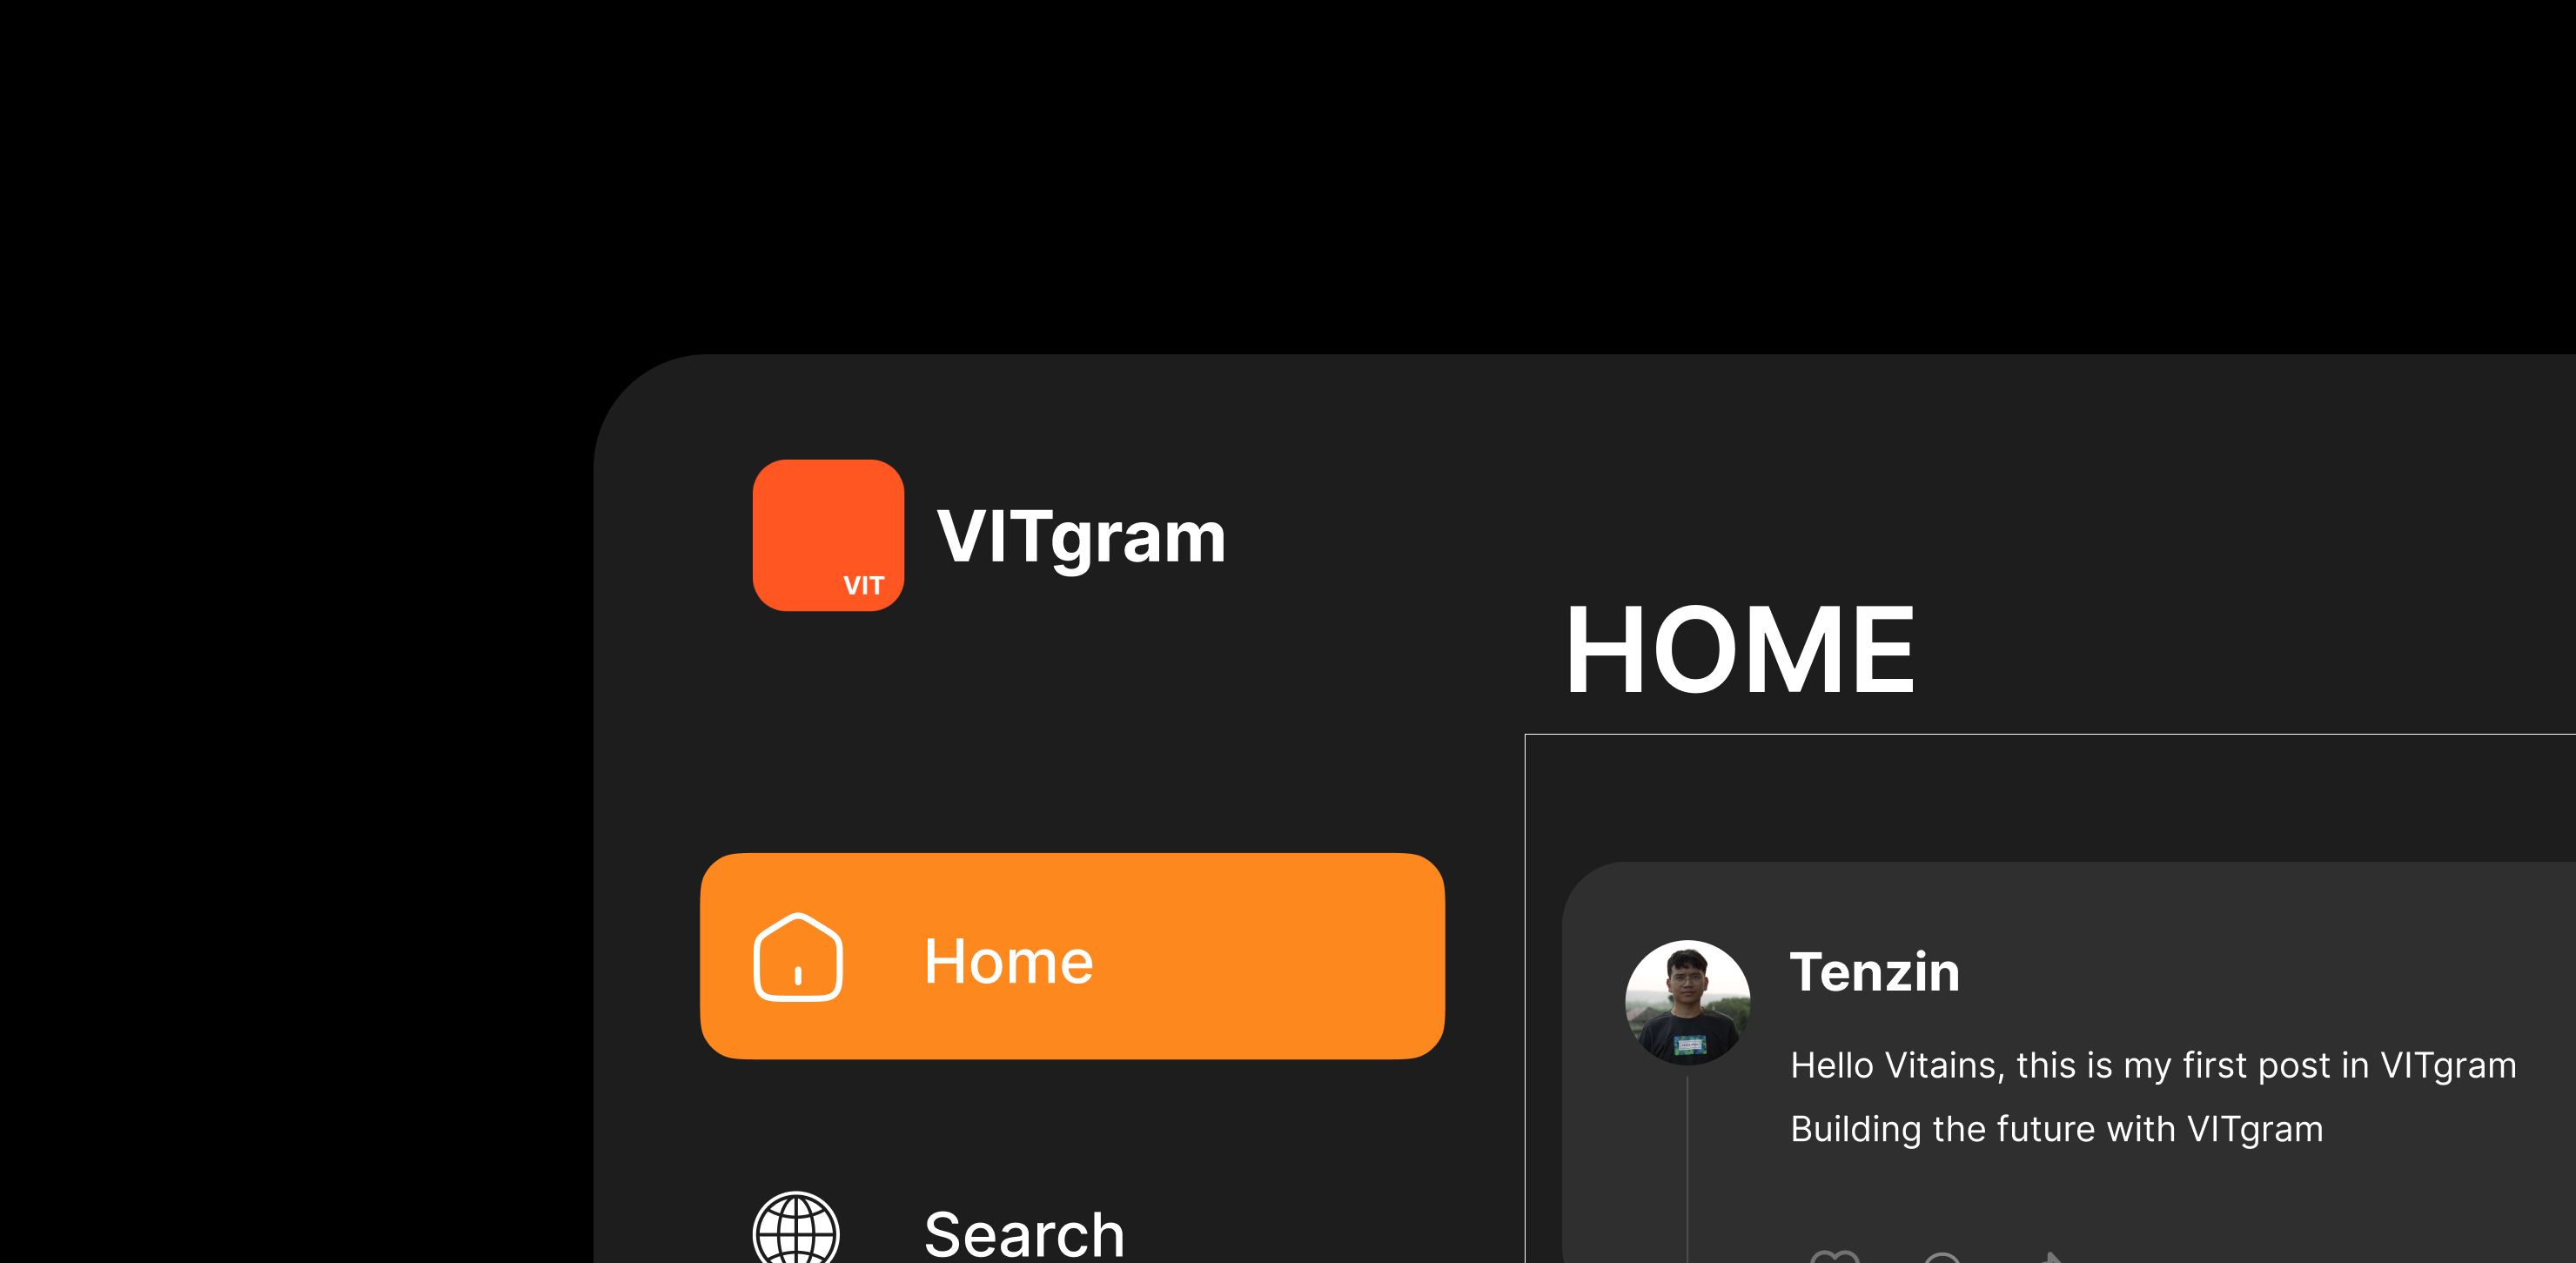 VIT
VITgram
HOME
Home
Tenzin
Hello Vitains, this is my first post in VITgram
Building the future with VITgram
Search